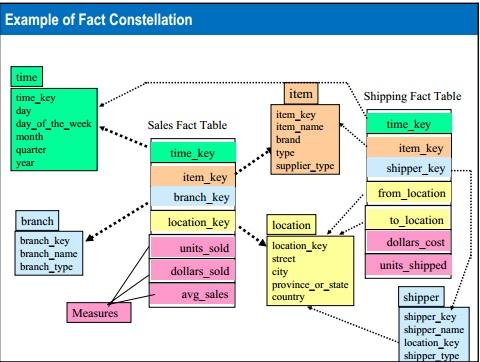 Example of Fact Constellation
time
time_key
day
day_of_the_week
month
quarter
year
Sales Fact Table
time_key
item_key
branch_key
location_key
units_sold
dollars_sold
avg_sales
Measures
branch
branch_key
branch_name
branch_type
item
item_key
item_name
brand
type
supplier_type
location
location_key
street
city
province_or_state
country
Shipping Fact Table
time_key
item_key
shipper_key
from_location
to_location
dollars_cost
units_shipped
shipper
shipper_key
shipper_name
location_key
shipper_type